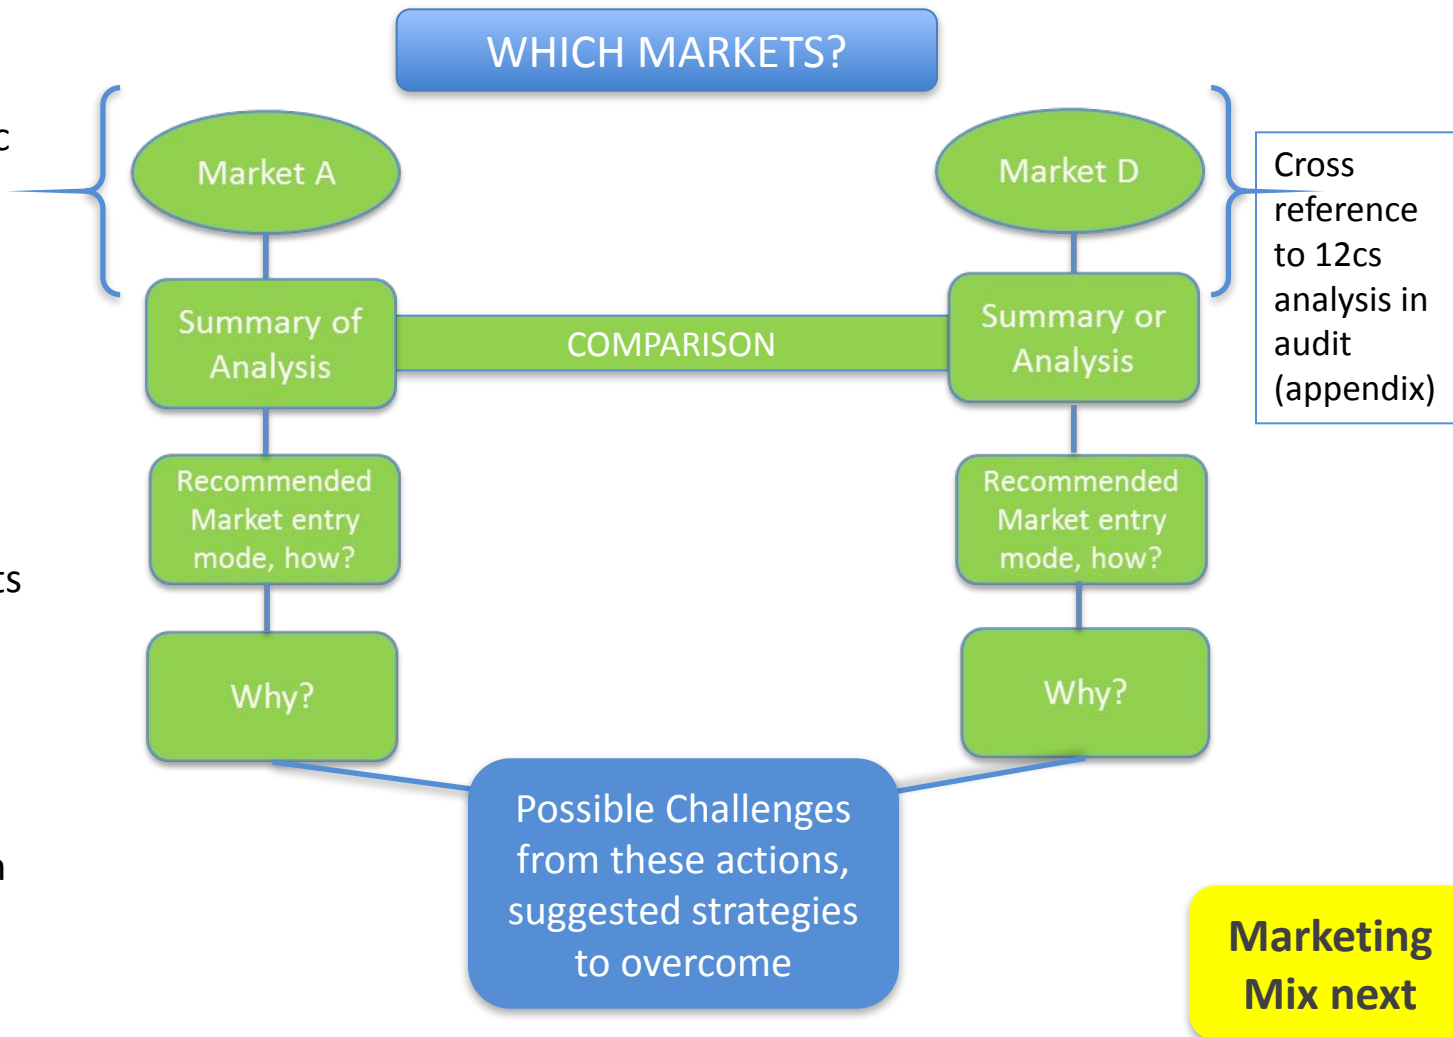 WHICH MARKETS?
Market A
Market D
Cross
reference
to 12cs
analysis in
audit
(appendix)
Summary of
Analysis
COMPARISON
Summary or
Analysis
Recommended
Market entry
mode, how?
Recommended
Market entry
mode, how?
Why?
Why?
Possible Challenges
from these actions,
suggested strategies
to overcome
Marketing
Mix next